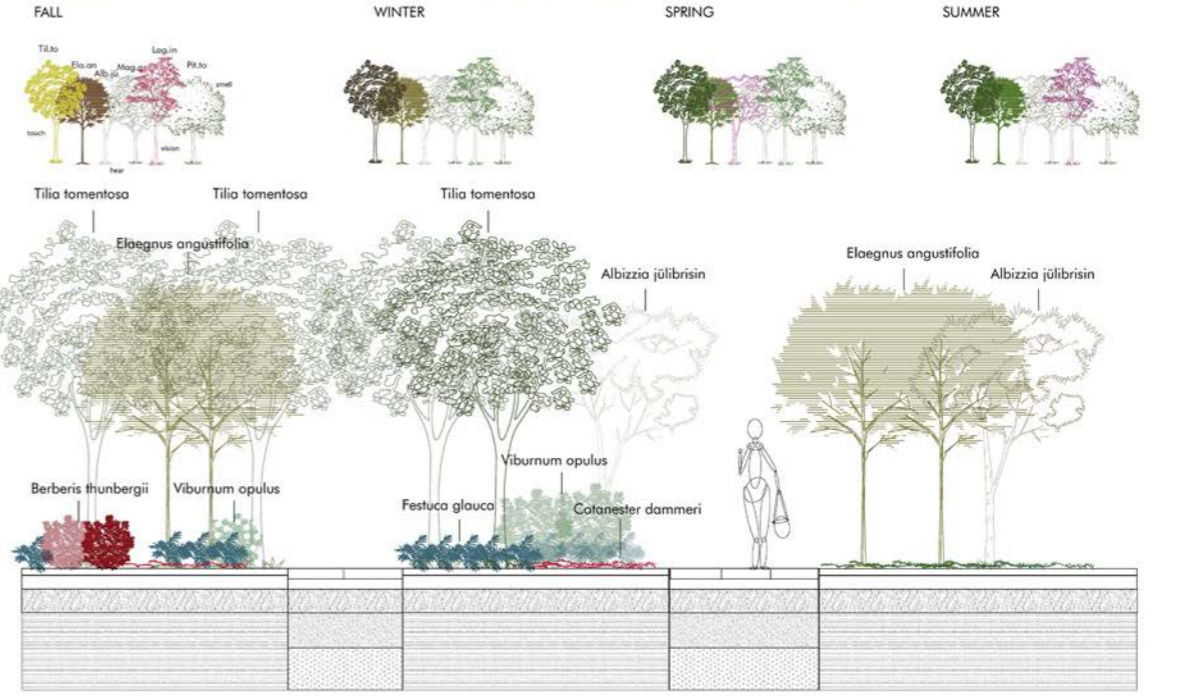 FALL
WINTER
SPRING
SUMMER
Til.to
Ela.an
Alb.ju
Mag.gr
Lag.in
Pit.to
smell
touch
vision
hear
Tilia tomentosa
Tilia tomentosa
Tilia tomentosa
Elaegnus angustifolia
Elaegnus angustifolia
Albizzia jülibrisin
Albizzia jülibrisin
Viburnum opulus
Berberis thunbergii
Viburnum opulus
Festuca glauca
Cotanester dammeri